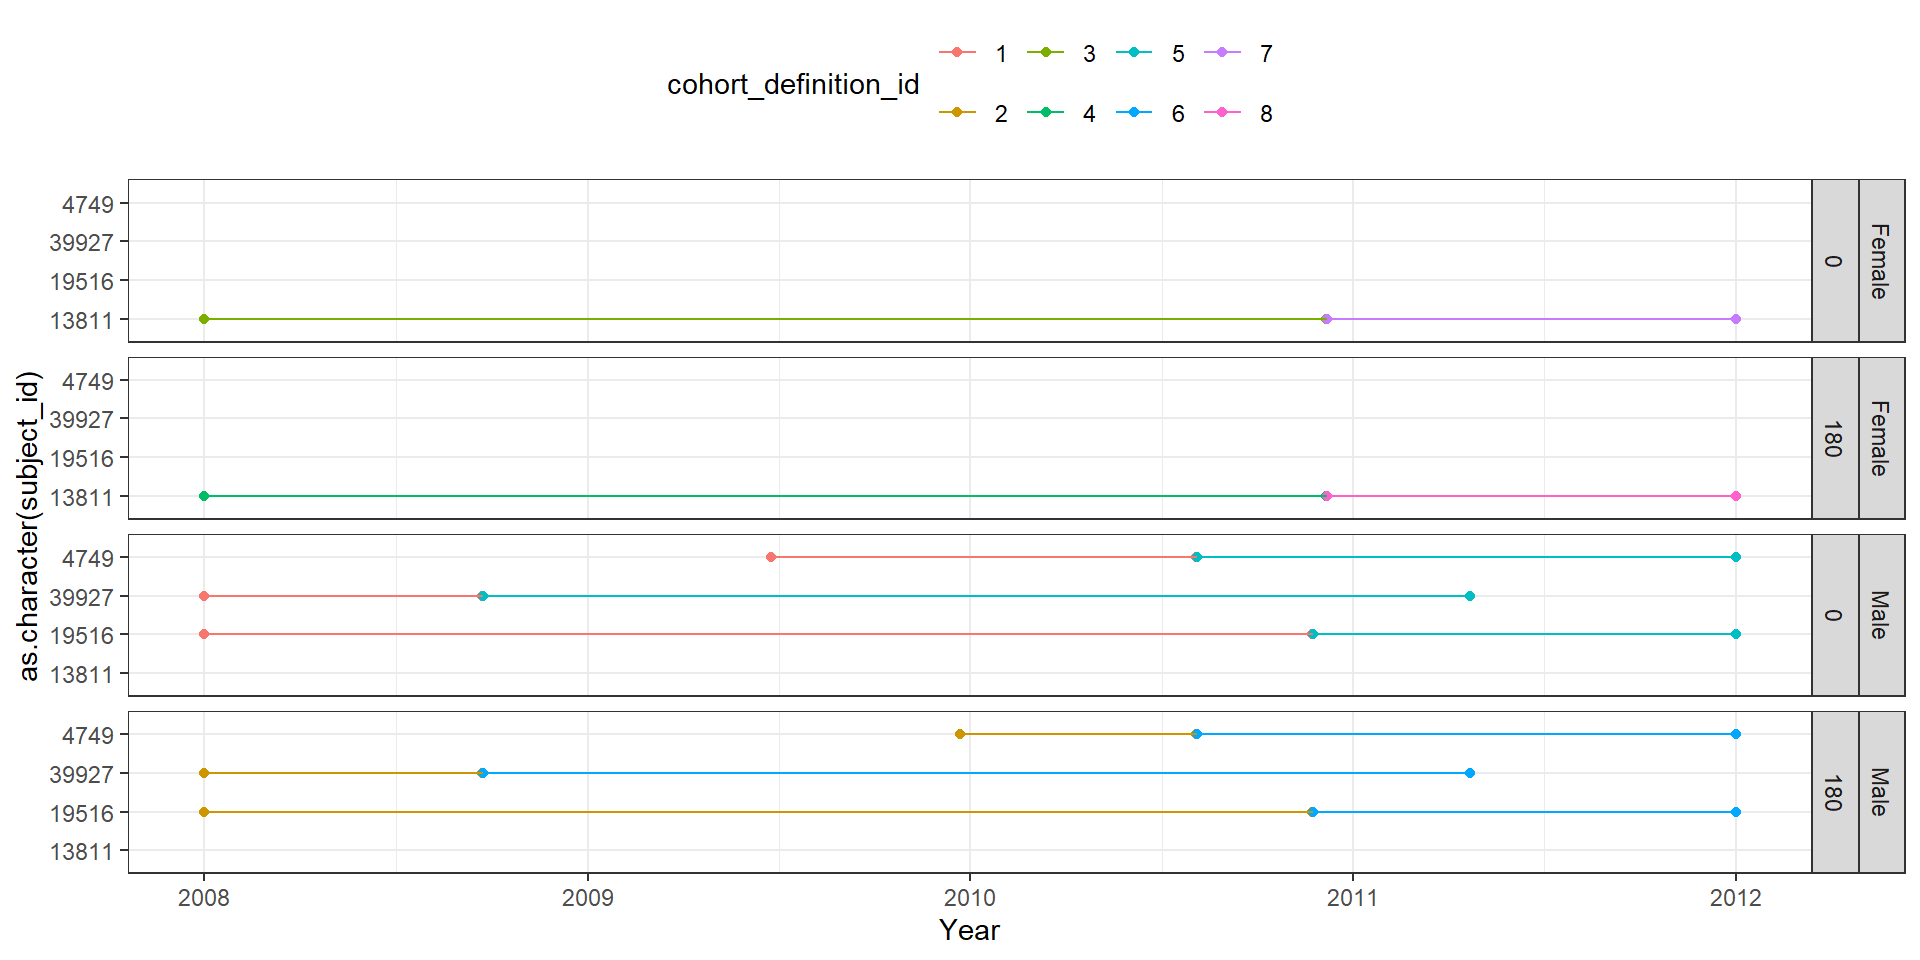 cohort_definition_id
1 3 5 7
2 4 6 8
as.character(subject_id)
4749
39927
19516
13811
0
Female
4749
39927
19516
13811
180
Female
4749
39927
19516
13811
0
Male
4749
39927
19516
13811
180
Male
2008 2009 2010 2011 2012
Year